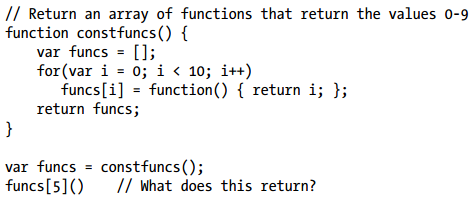 // Return an array of functions that return the values 0-9
function constfuncs() {
    var funcs = [];
    for(var i = 0; i < 10; i++)
        funcs[i] = function() { return i; };
    return funcs;
}

var funcs = constfuncs();
funcs[5]()    // What does this return?